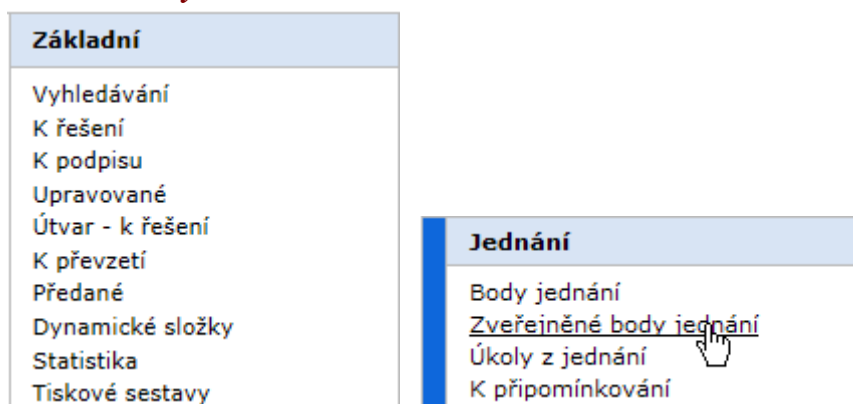 Základní
Vyhledávání
K řešení
K podpisu
Upravované
Útvar - k řešení
K převzetí
Předané
Dynamické složky
Statistika
Tiskové sestavy
Jednání
Body jednání
Zveřejněné body jednání
Úkoly z jednání
K připomínkování